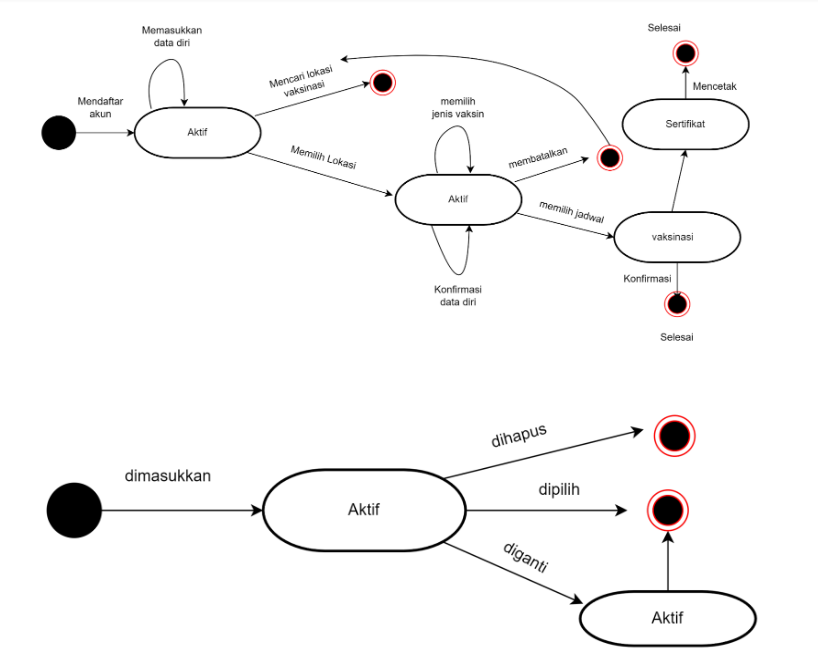 Memasukkan
data diri
Selesai
Mencari lokasi
vaksinasi
Mencetak
Mendaftar
akun
Aktif
memilih
jenis vaksin
Sertifikat
Memilih Lokasi
membatalkan
Aktif
memilih jadwal
vaksinasi
Konfirmasi
data diri
Konfirmasi
Selesai
dimasukkan
Aktif
dihapus
dipilih
diganti
Aktif